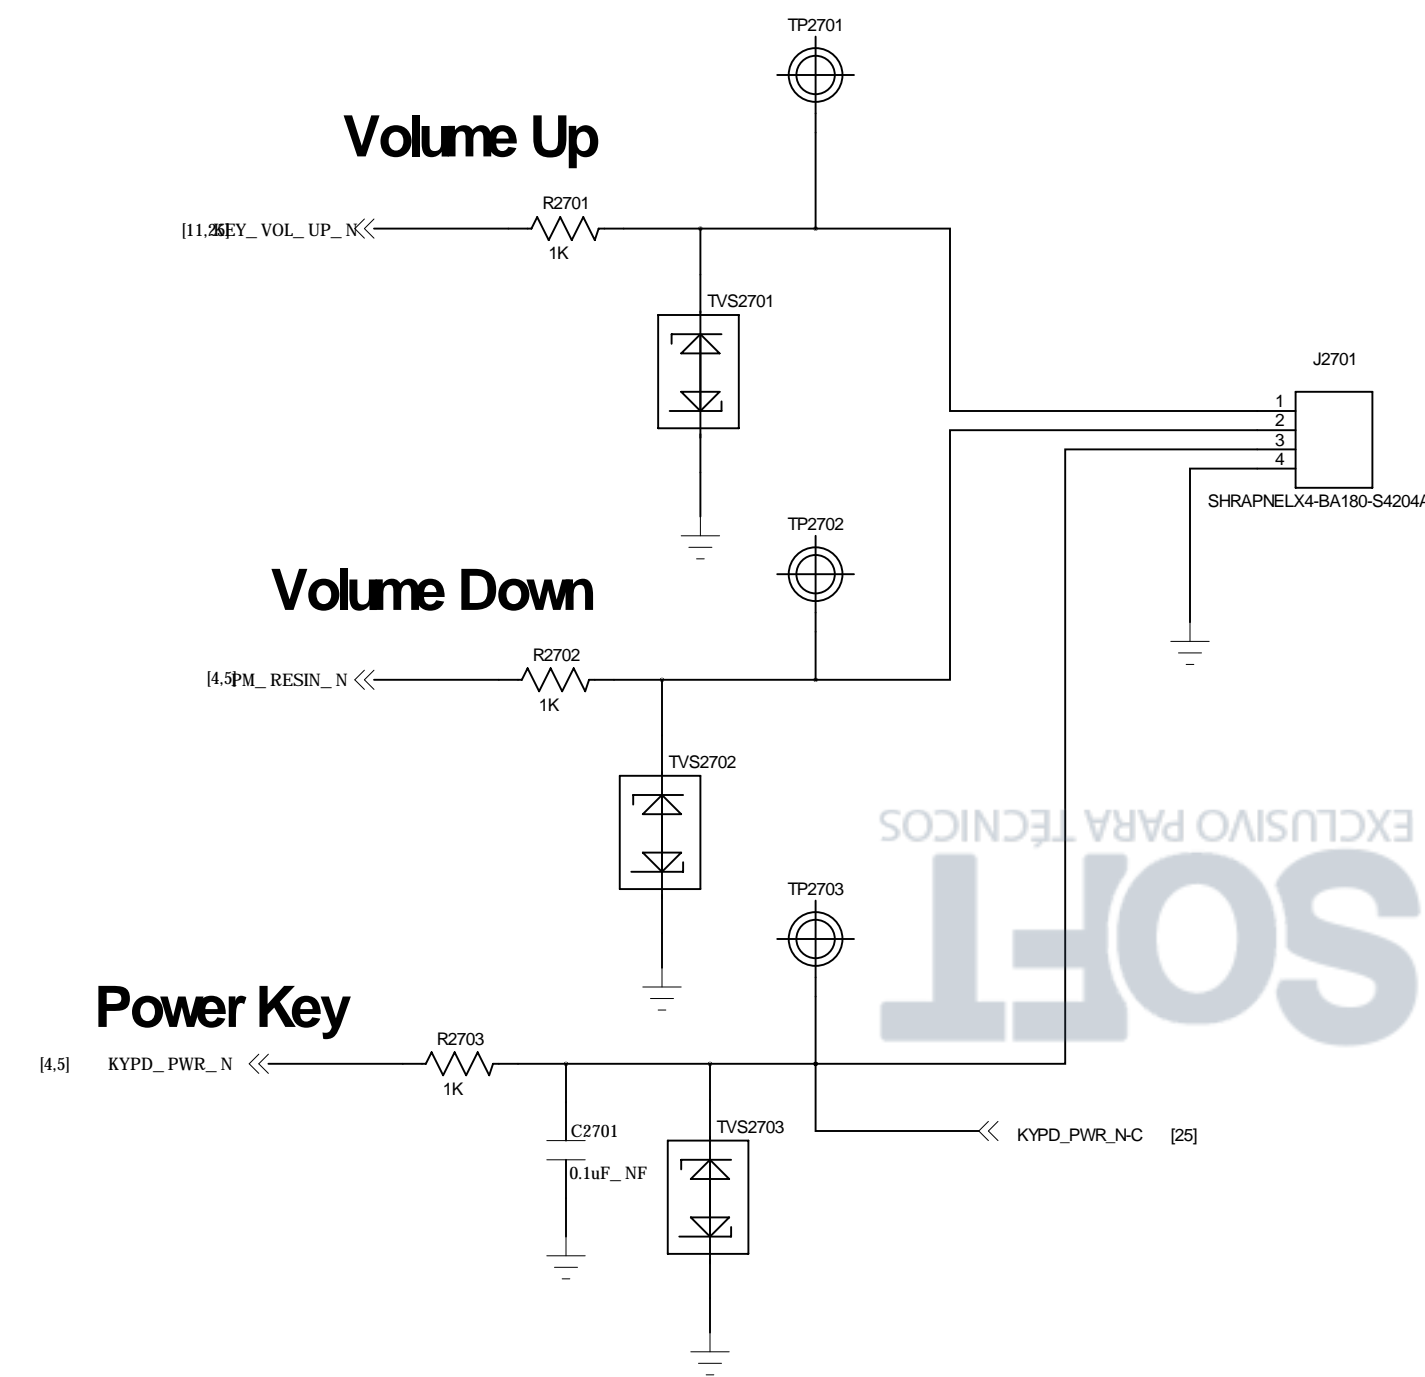 TP2701
Volume Up
R2701
[11,26]KEY_VOL_UP_N
1K
TVS2701
J2701
1
2
3
4
SHRAPNELX4-BA180-S4204A
TP2702
Volume Down
R2702
[4,5]PM_RESIN_N
1K
TVS2702
EXCLUSIVO PARA TÉCNICOS
SOFT
TP2703
Power Key
R2703
[4,5] KYPD_PWR_N
1K
C2701
TVS2703
KYPD_PWR_N-C [25]
0.1uF_NF